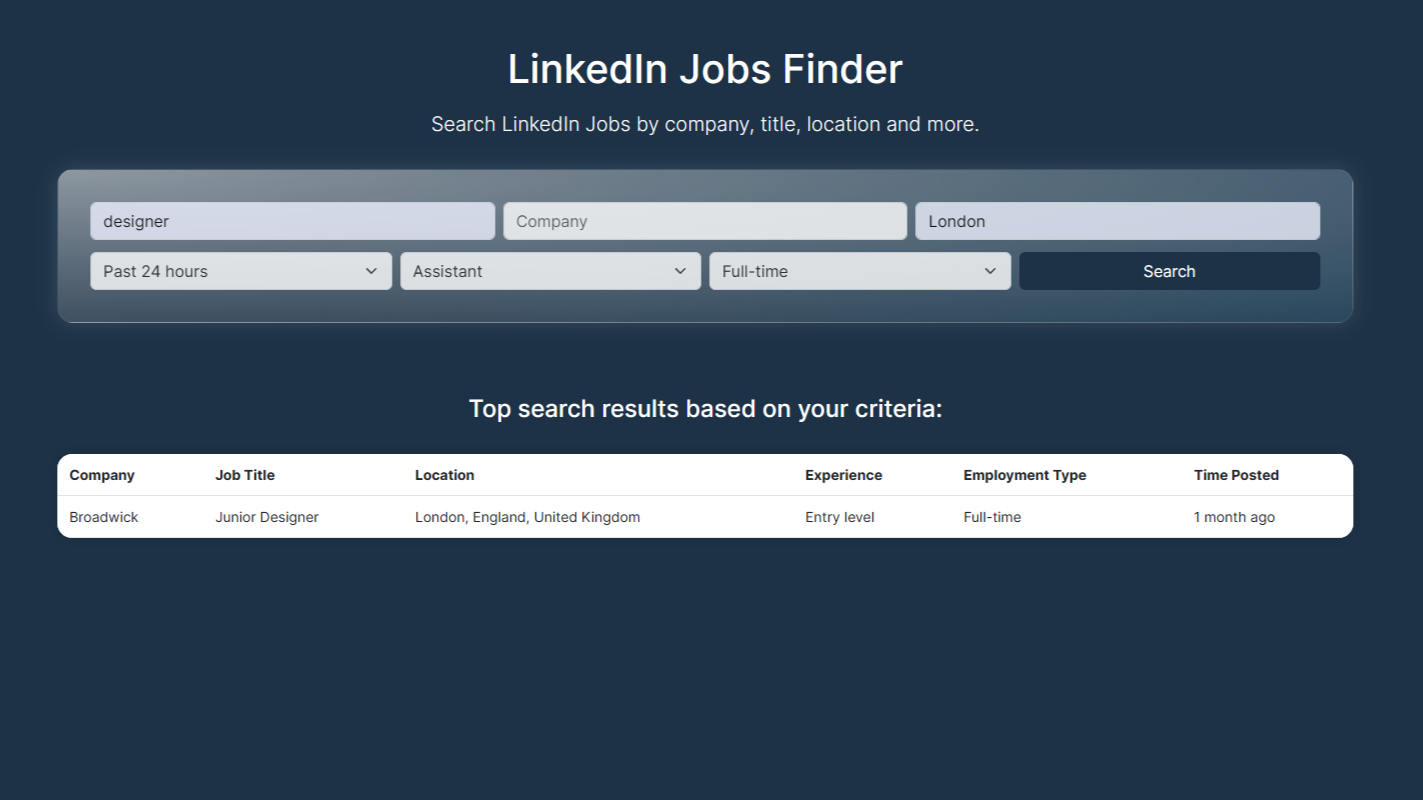 LinkedIn Jobs Finder
Search LinkedIn Jobs by company, title, location and more.
designer Company London
Past 24 hours Assistant Full-time Search
Top search results based on your criteria:
Company Job Title Location Experience Employment Type Time Posted
Broadwick Junior Designer London, England, United Kingdom Entry level Full-time 1 month ago